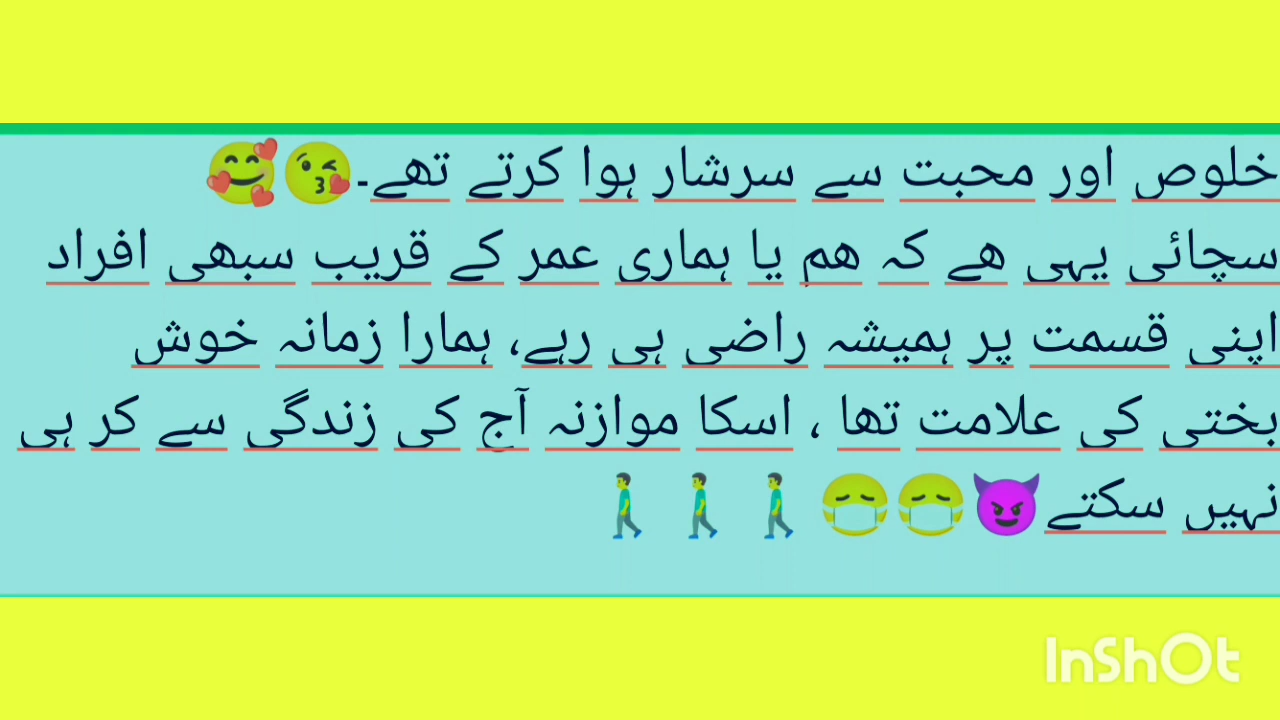 خلوص اور محبت سے سرشار ہوا کرتے تھے۔😘🥰
سچائی یہی ھے کہ ھم یا ہماری عمر کے قریب سبھی افراد
اپنی قسمت پر ہمیشہ راضی ہی رہے، ہمارا زمانہ خوش
بختی کی علامت تھا ، اسکا موازنہ آج کی زندگی سے کر ہی
نہیں سکتے😈😷😷🚶‍♂️🚶‍♂️🚶‍♂️
InShOt